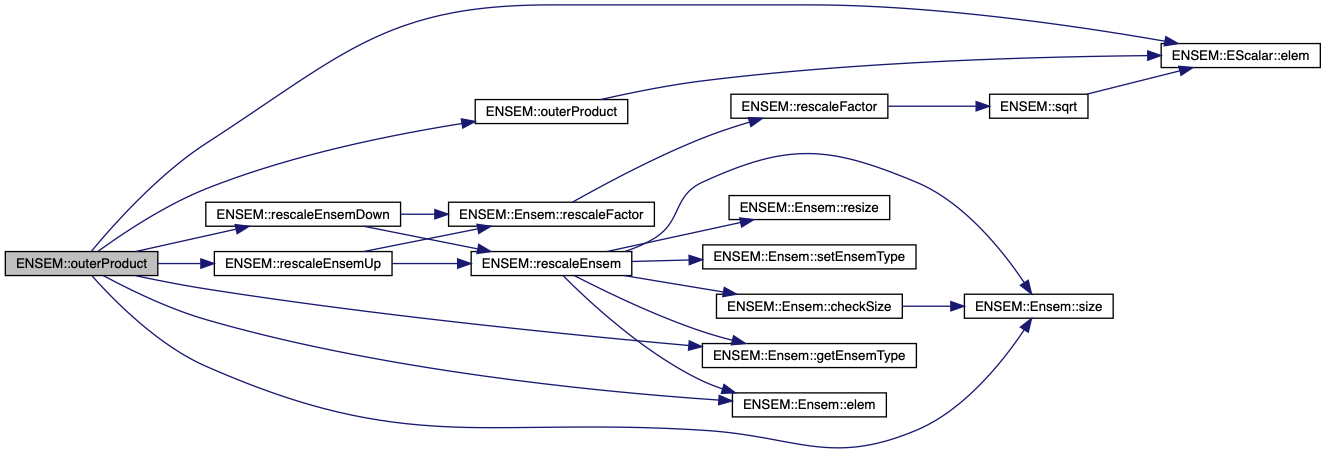 ENSEM::EScalar::elem
ENSEM::outerProduct
ENSEM::rescaleFactor
ENSEM::sqrt
ENSEM::rescaleEnsemDown
ENSEM::Ensem::rescaleFactor
ENSEM::Ensem::resize
ENSEM::outerProduct
ENSEM::rescaleEnsemUp
ENSEM::rescaleEnsem
ENSEM::Ensem::setEnsemType
ENSEM::Ensem::checkSize
ENSEM::Ensem::size
ENSEM::Ensem::getEnsemType
ENSEM::Ensem::elem